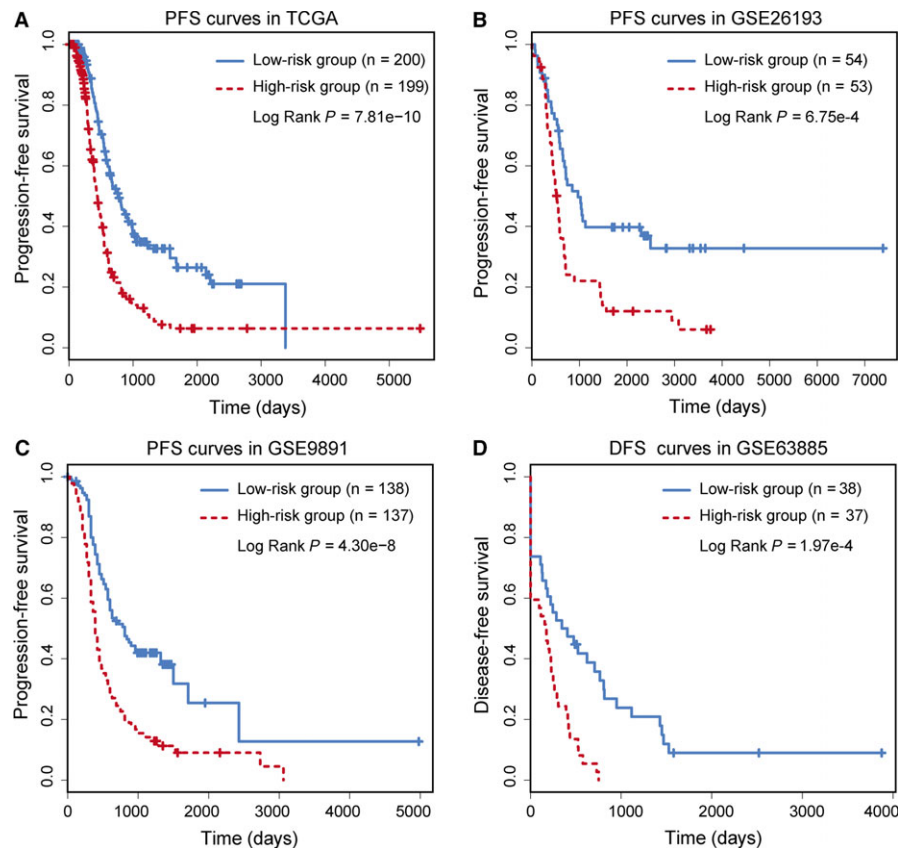 A
PFS curves in TCGA
Low-risk group (n = 200)
High-risk group (n = 199)
Log Rank P = 7.81e−10
Progression-free survival
1.0
0.8
0.6
0.4
0.2
0.0
0 1000 2000 3000 4000 5000
Time (days)
B
PFS curves in GSE26193
Low-risk group (n = 54)
High-risk group (n = 53)
Log Rank P = 6.75e-4
Progression-free survival
1.0
0.8
0.6
0.4
0.2
0.0
0 1000 2000 3000 4000 5000 6000 7000
Time (days)
C
PFS curves in GSE9891
Low-risk group (n = 138)
High-risk group (n = 137)
Log Rank P = 4.30e−8
Progression-free survival
1.0
0.8
0.6
0.4
0.2
0.0
0 1000 2000 3000 4000 5000
Time (days)
D
DFS curves in GSE63885
Low-risk group (n = 38)
High-risk group (n = 37)
Log Rank P = 1.97e-4
Disease-free survival
1.0
0.8
0.6
0.4
0.2
0.0
0 1000 2000 3000 4000
Time (days)